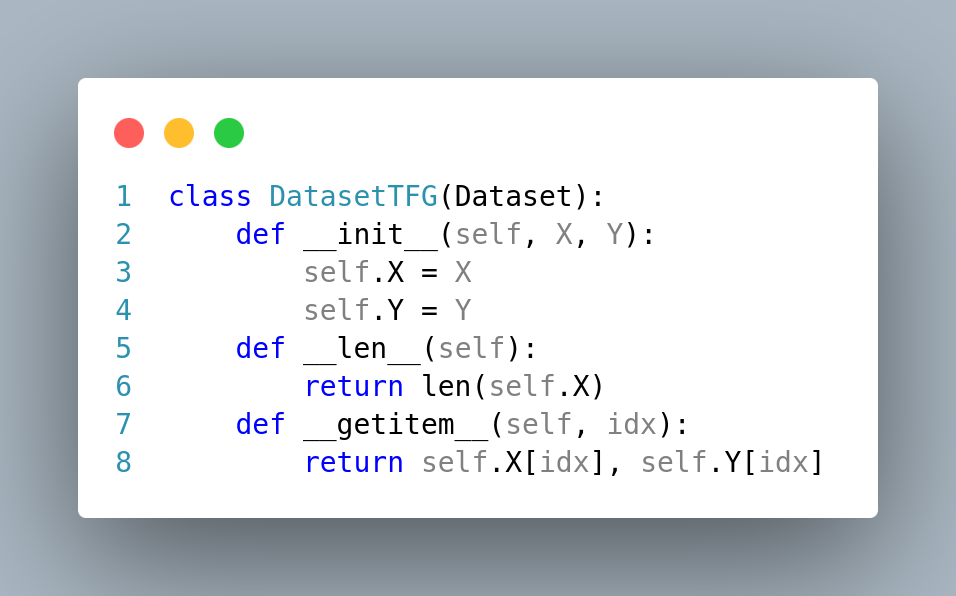 1 class DatasetTFG(Dataset):
2     def __init__(self, X, Y):
3         self.X = X
4         self.Y = Y
5     def __len__(self):
6         return len(self.X)
7     def __getitem__(self, idx):
8         return self.X[idx], self.Y[idx]